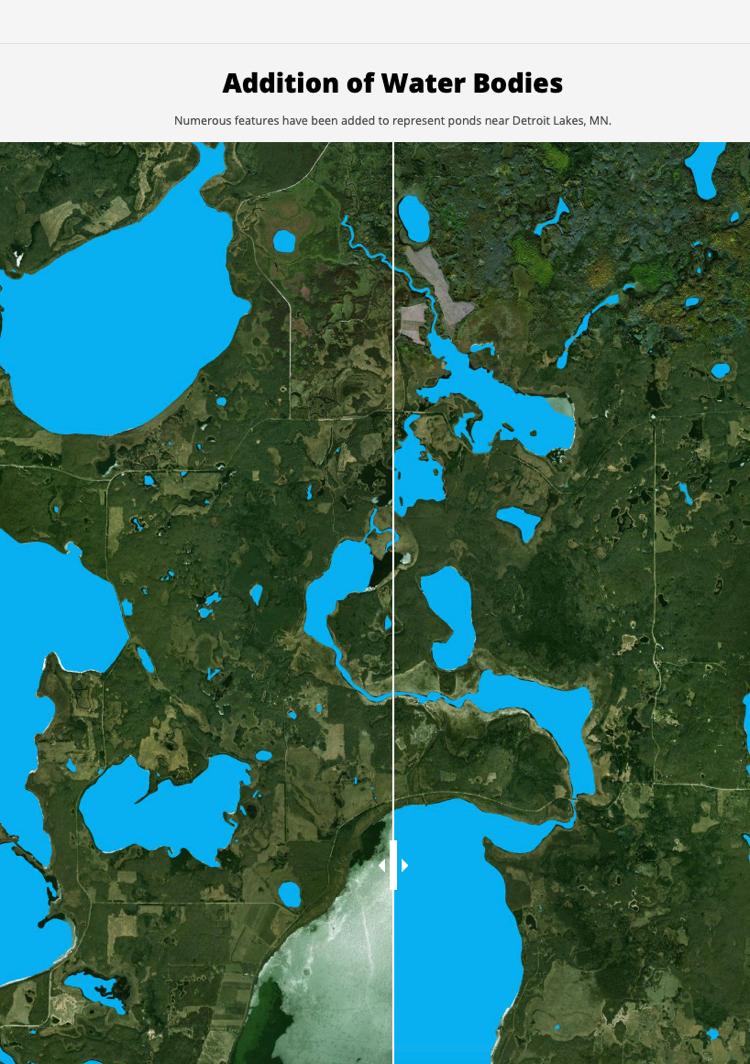 Addition of Water Bodies
Numerous features have been added to represent ponds near Detroit Lakes, MN.